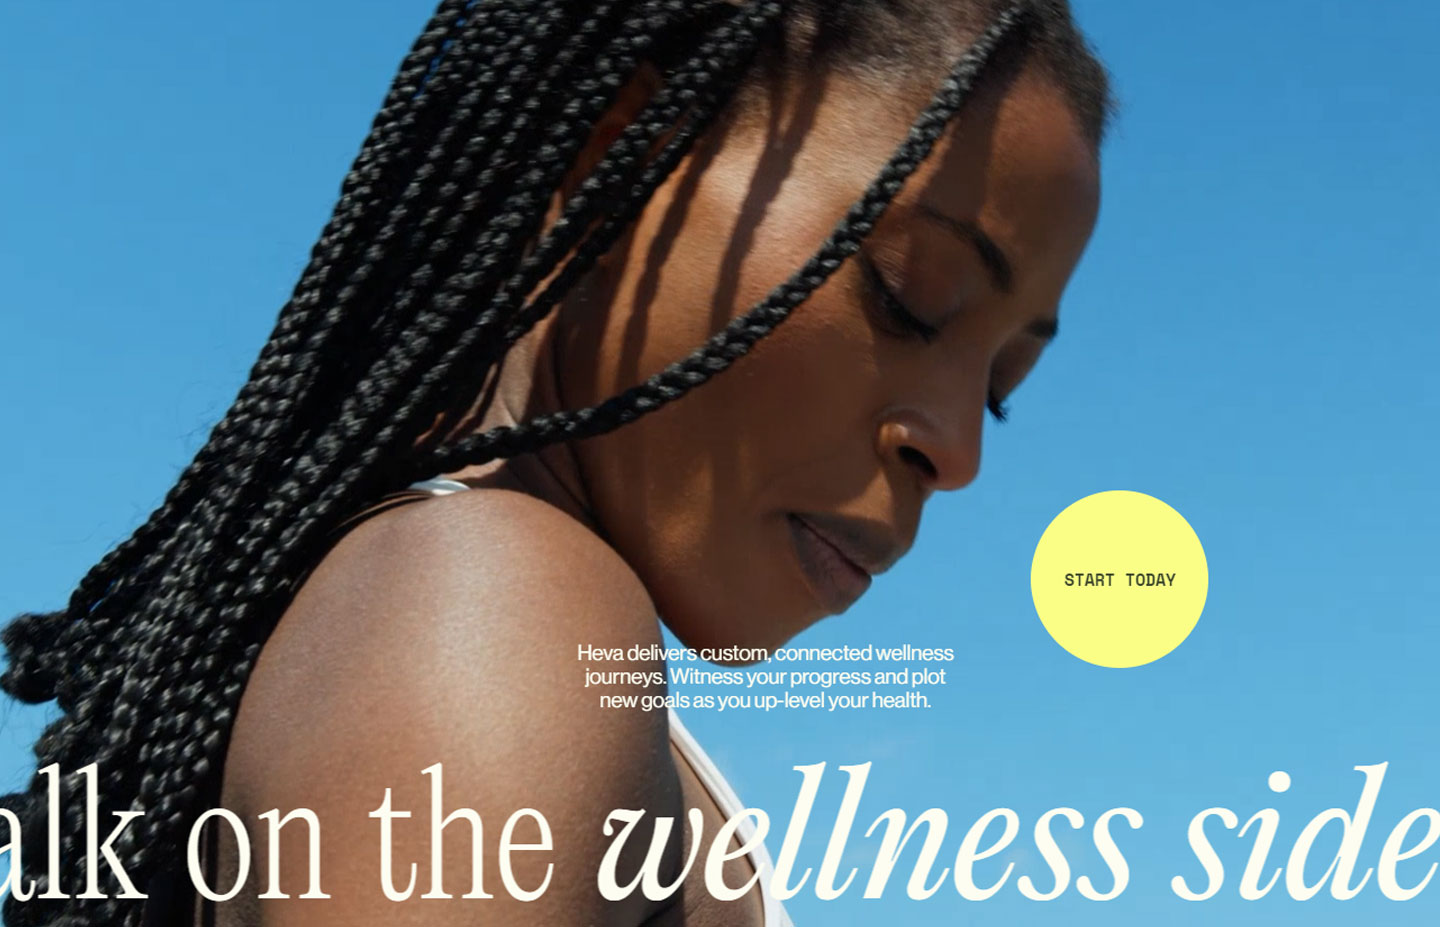 START TODAY
Heva delivers custom, connected wellness
journeys. Witness your progress and plot
new goals as you up-level your health.
alk on the wellness side